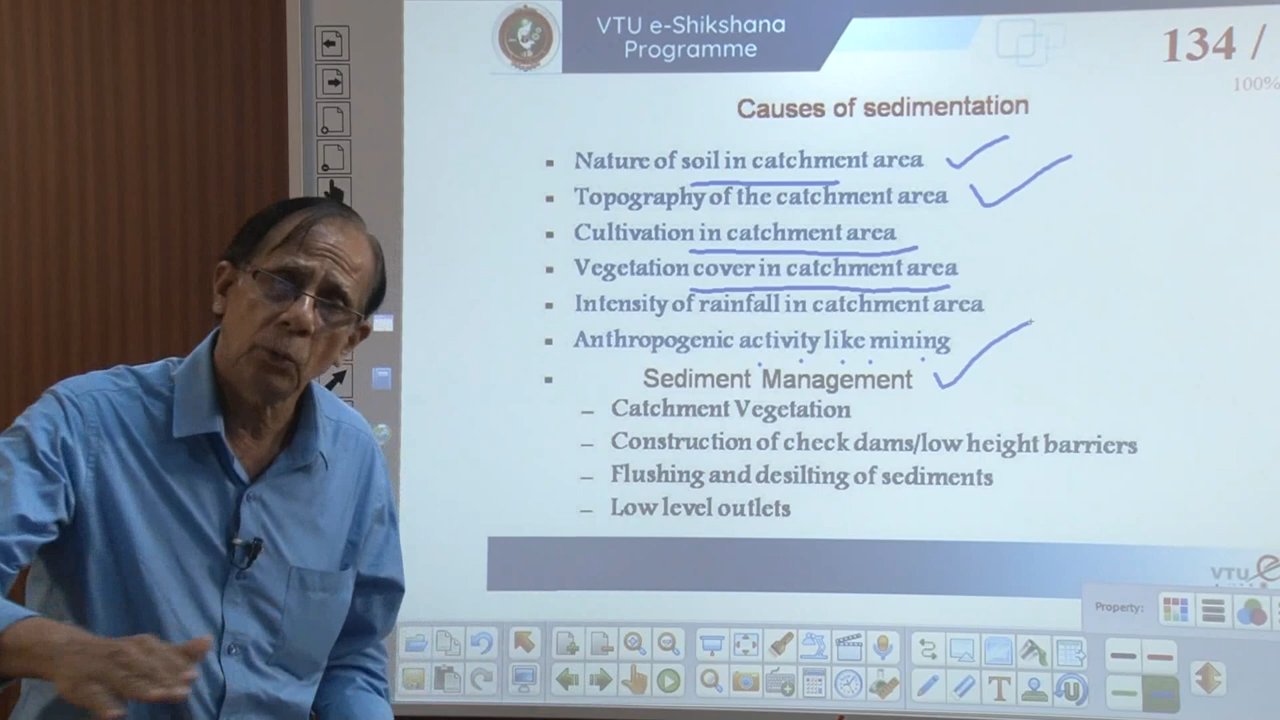 VTU e-Shikshana
Programme
134 /
100%
Causes of sedimentation
▪ Nature of soil in catchment area
▪ Topography of the catchment area
▪ Cultivation in catchment area
▪ Vegetation cover in catchment area
▪ Intensity of rainfall in catchment area
▪ Anthropogenic activity like mining
▪ Sediment Management
– Catchment Vegetation
– Construction of check dams/low height barriers
– Flushing and desilting of sediments
– Low level outlets
VTU e
Property: